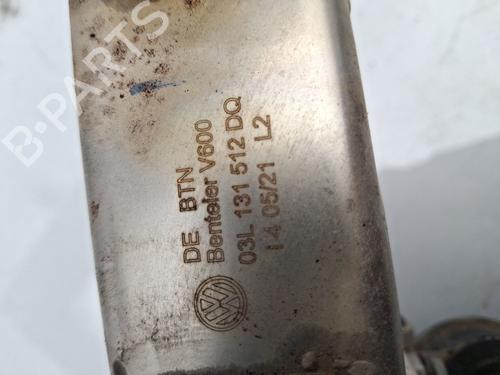 B-PARTS
DE BTN
Benteler V600
03L 131 512 DQ
14 05/21 L2